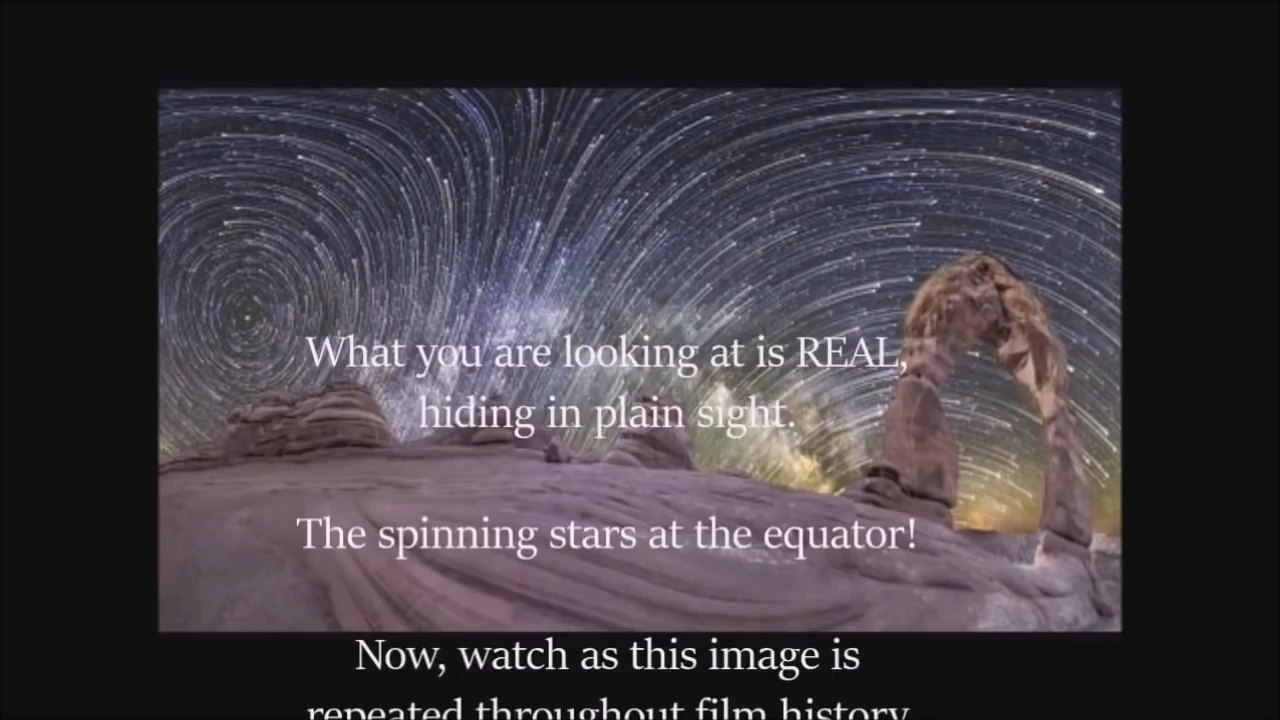 What you are looking at is REAL,
hiding in plain sight.
The spinning stars at the equator!
Now, watch as this image is
repeated throughout film history